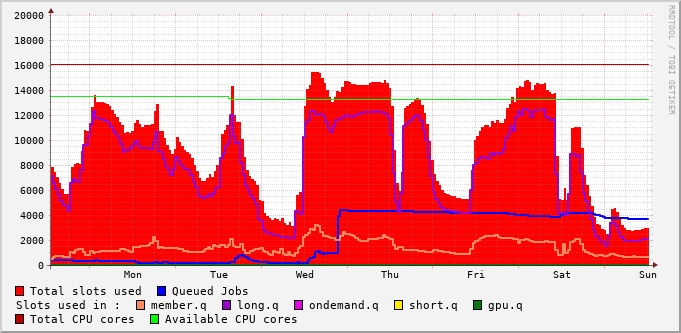 20000
18000
16000
14000
12000
10000
8000
6000
4000
2000
0
Mon Tue Wed Thu Fri Sat Sun
RRDTOOL / TOBI OETIKER
Total slots used Queued Jobs
Slots used in : member.q long.q ondemand.q short.q gpu.q
Total CPU cores Available CPU cores